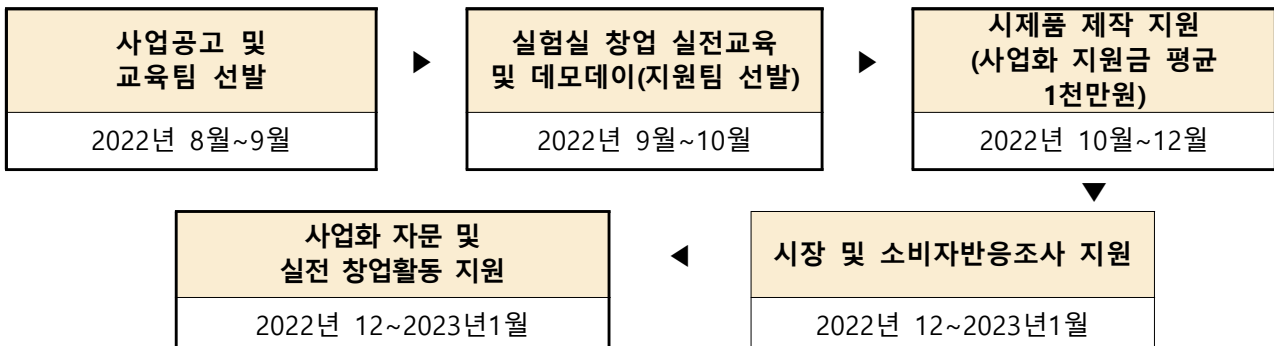 사업공고 및
교육팀 선발
2022년 8월~9월
▶
실험실 창업 실전교육
및 데모데이(지원팀 선발)
2022년 9월~10월
▶
시제품 제작 지원
(사업화 지원금 평균
1천만원)
2022년 10월~12월
▼
시장 및 소비자반응조사 지원
2022년 12~2023년1월
◀
사업화 자문 및
실전 창업활동 지원
2022년 12~2023년1월